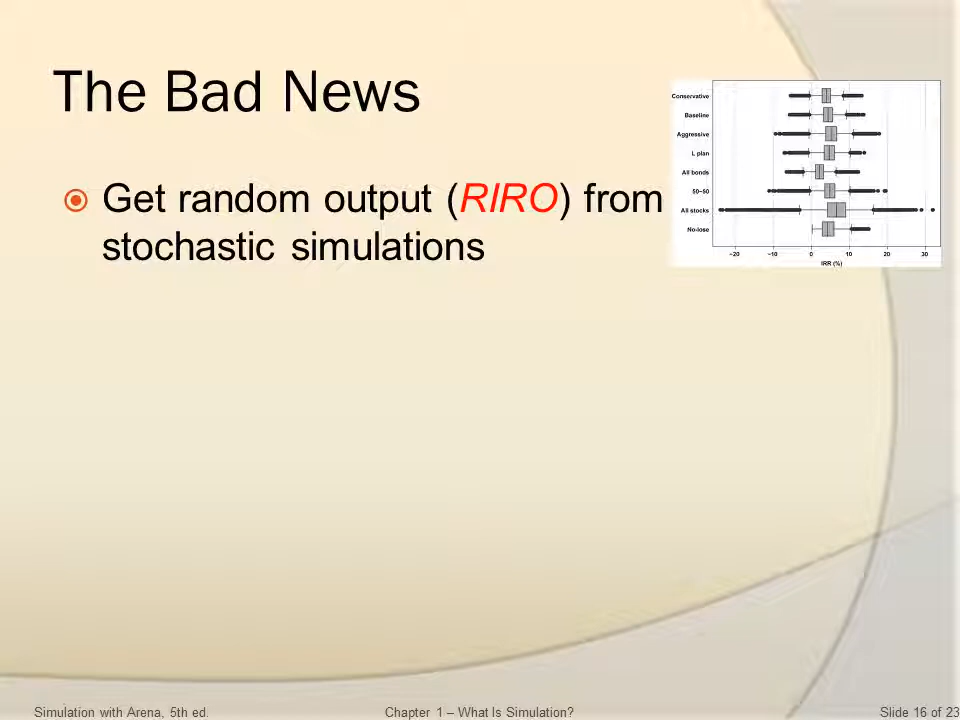 The Bad News
Get random output (RIRO) from
stochastic simulations
Conservative
Baseline
Aggressive
L plan
All bonds
50−50
All stocks
No-lose
−20 −10 0 10 20 30
IRR (%)
Simulation with Arena, 5th ed. Chapter 1 – What Is Simulation? Slide 16 of 23